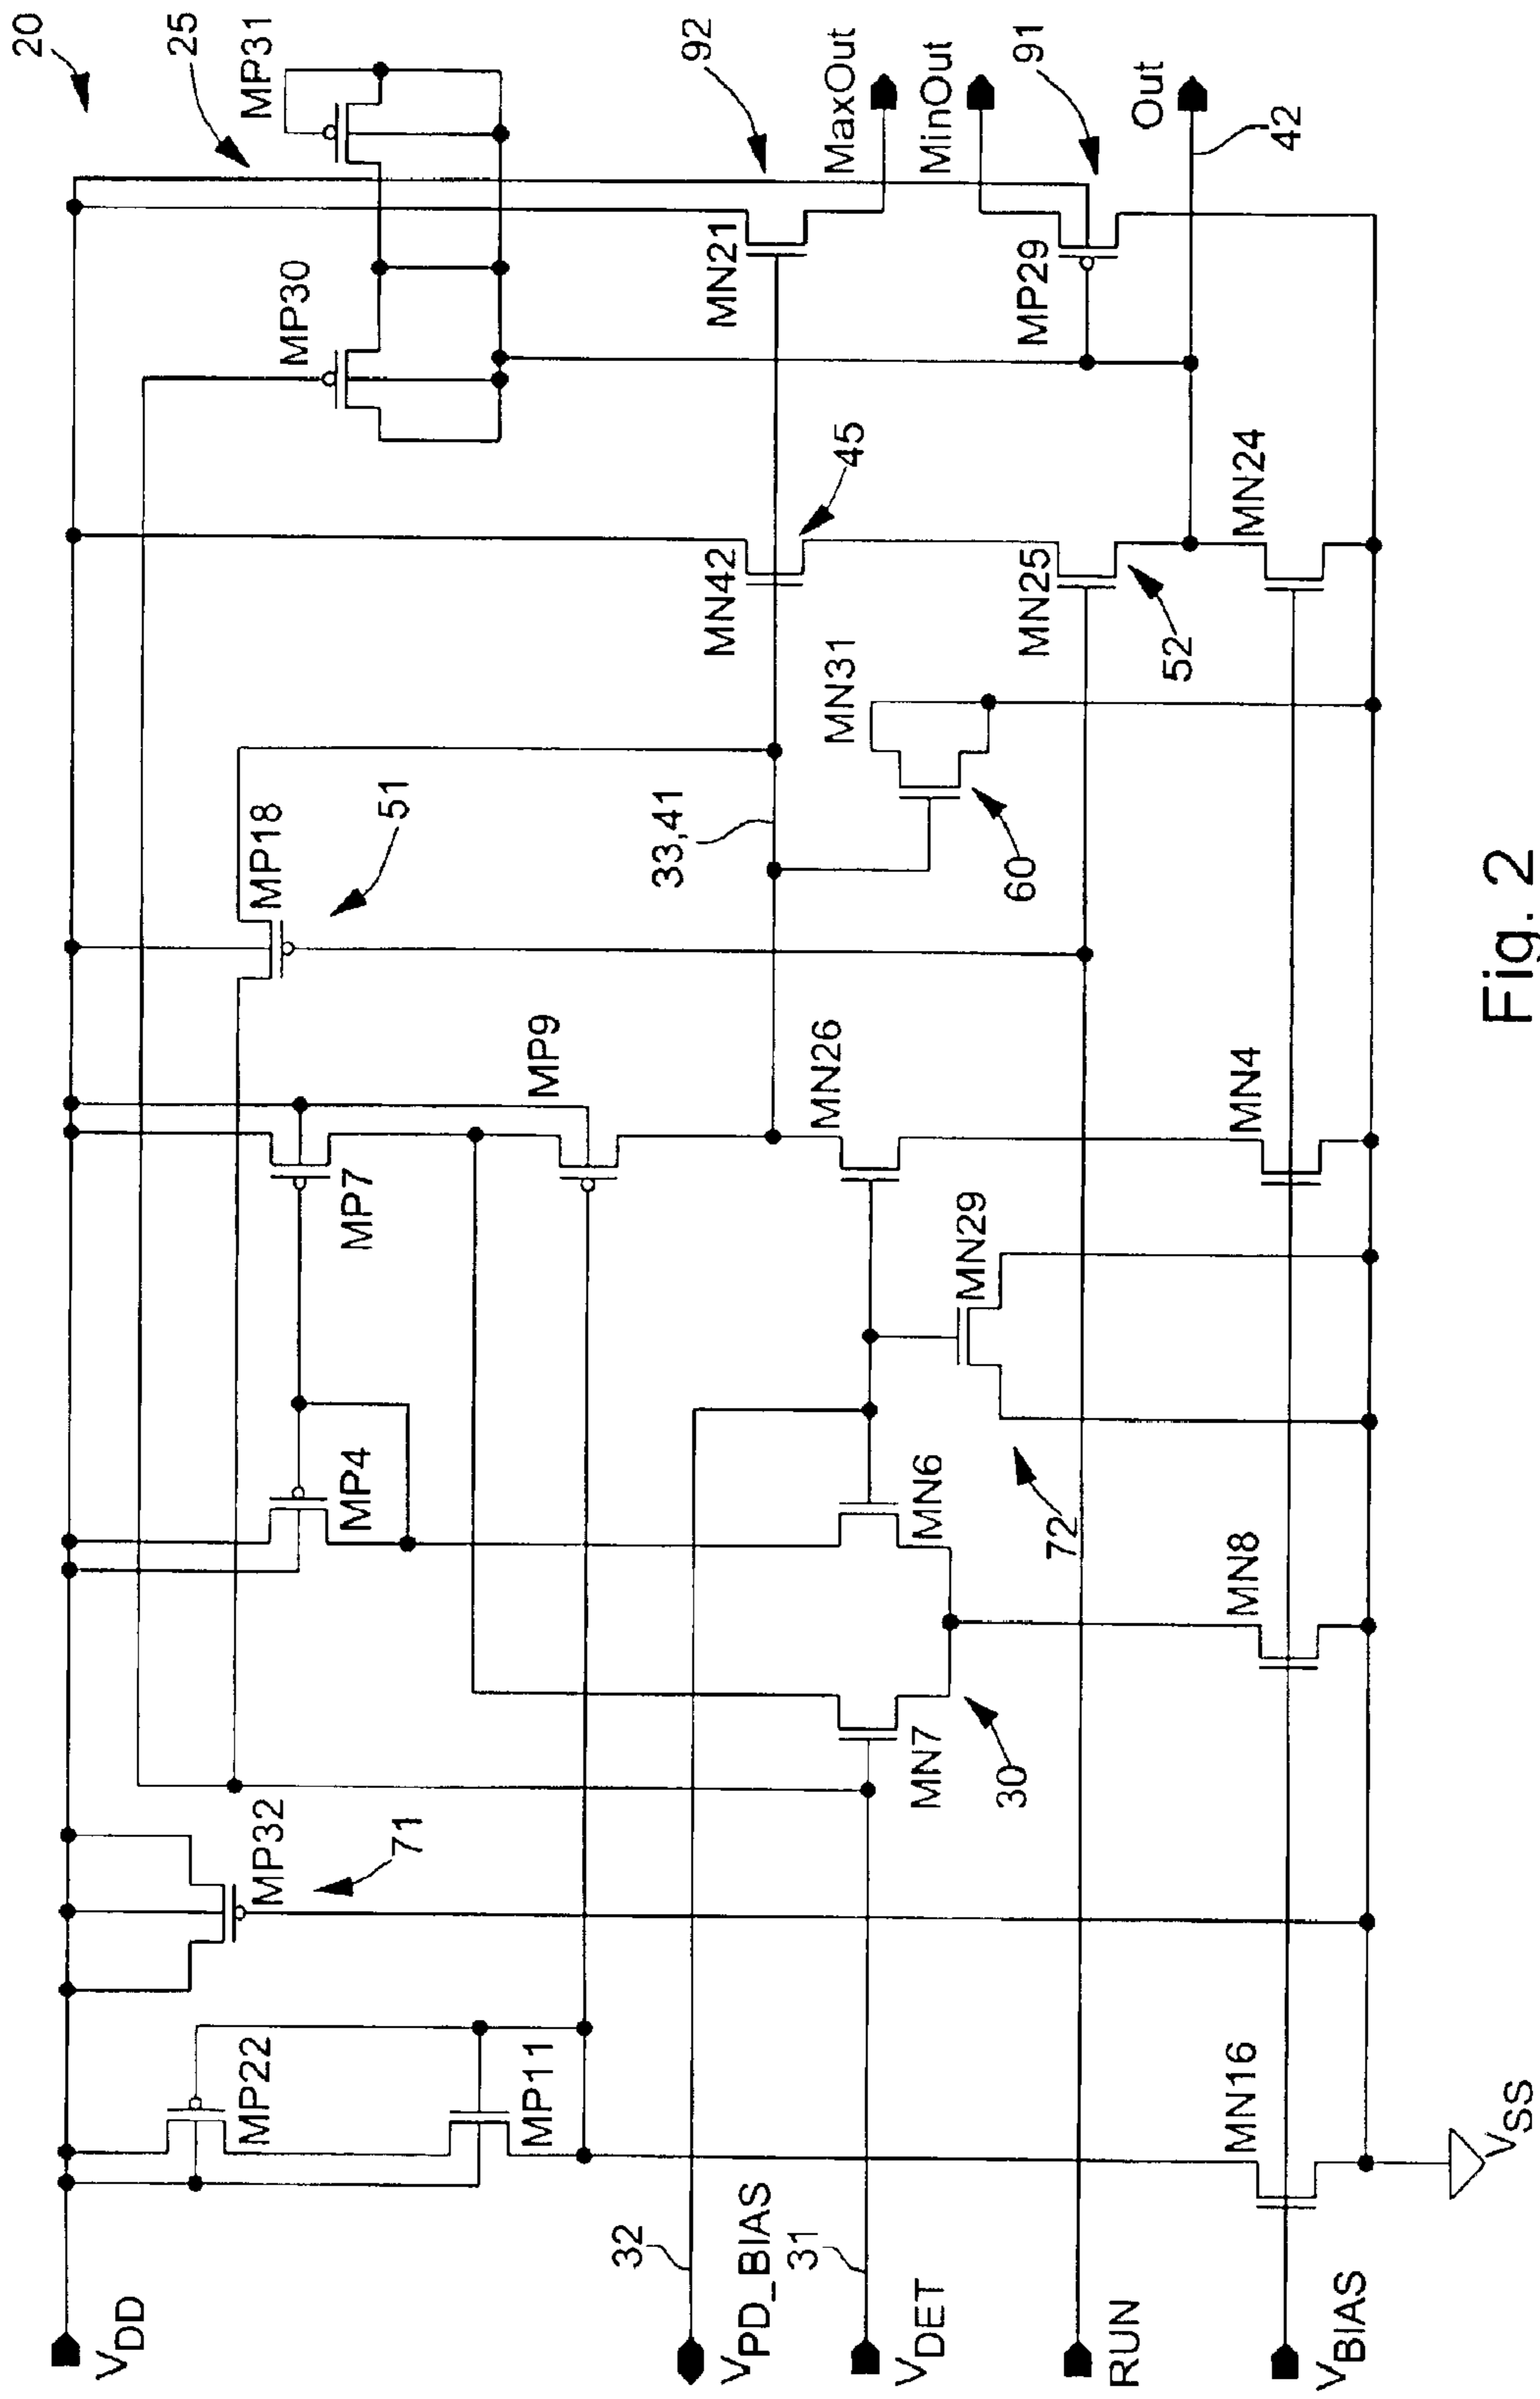 20
25
MP31
MP30
92
MaxOut
MinOut
91
Out
42
MN21
MP29
45
MN42
MN25
52
MN24
MN31
60
33,41
51
MP18
MP9
MN26
MN4
MP7
MN29
72
MP4
MN6
MN8
30
MN7
71
MP32
MP22
MP11
MN16
VSS
VDD
32
VPD_BIAS
31
VDET
RUN
VBIAS
Fig. 2